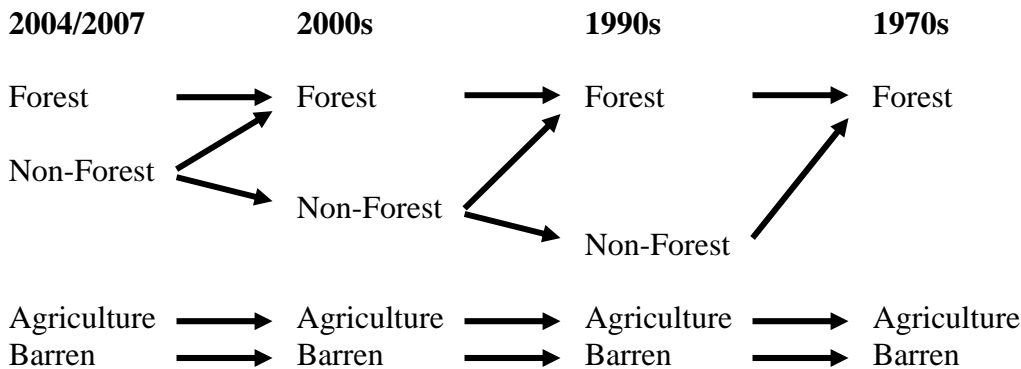 2004/2007 2000s 1990s 1970s
Forest Forest Forest Forest
Non-Forest
Non-Forest
Non-Forest
Agriculture Agriculture Agriculture Agriculture
Barren Barren Barren Barren